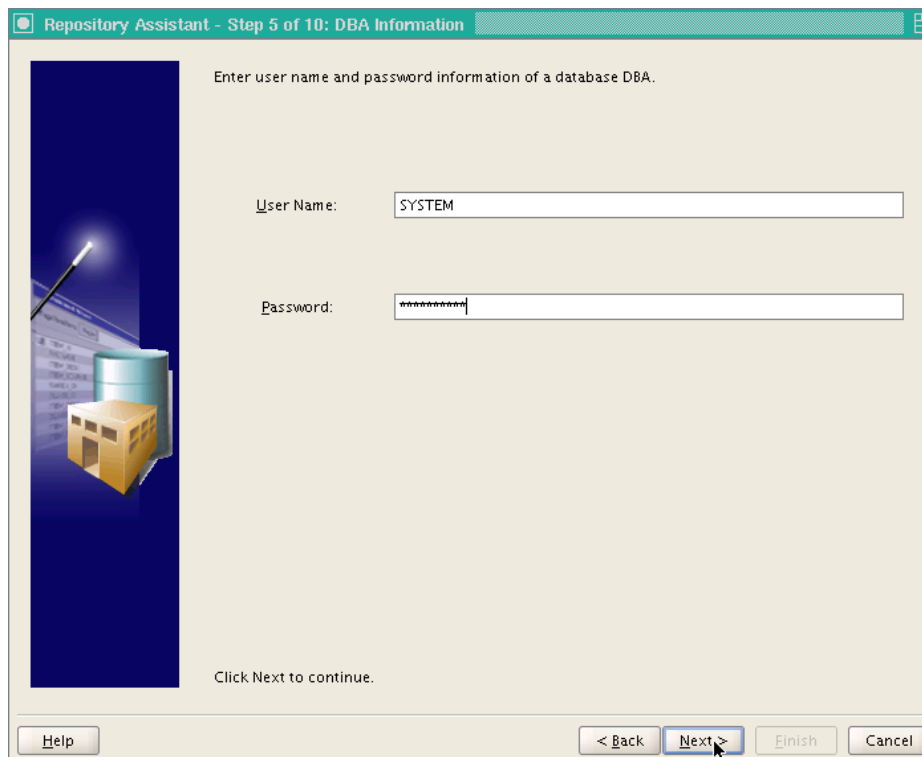 Repository Assistant - Step 5 of 10: DBA Information
Enter user name and password information of a database DBA.
User Name: SYSTEM
Password: **********
Click Next to continue.
Help < Back Next > Finish Cancel